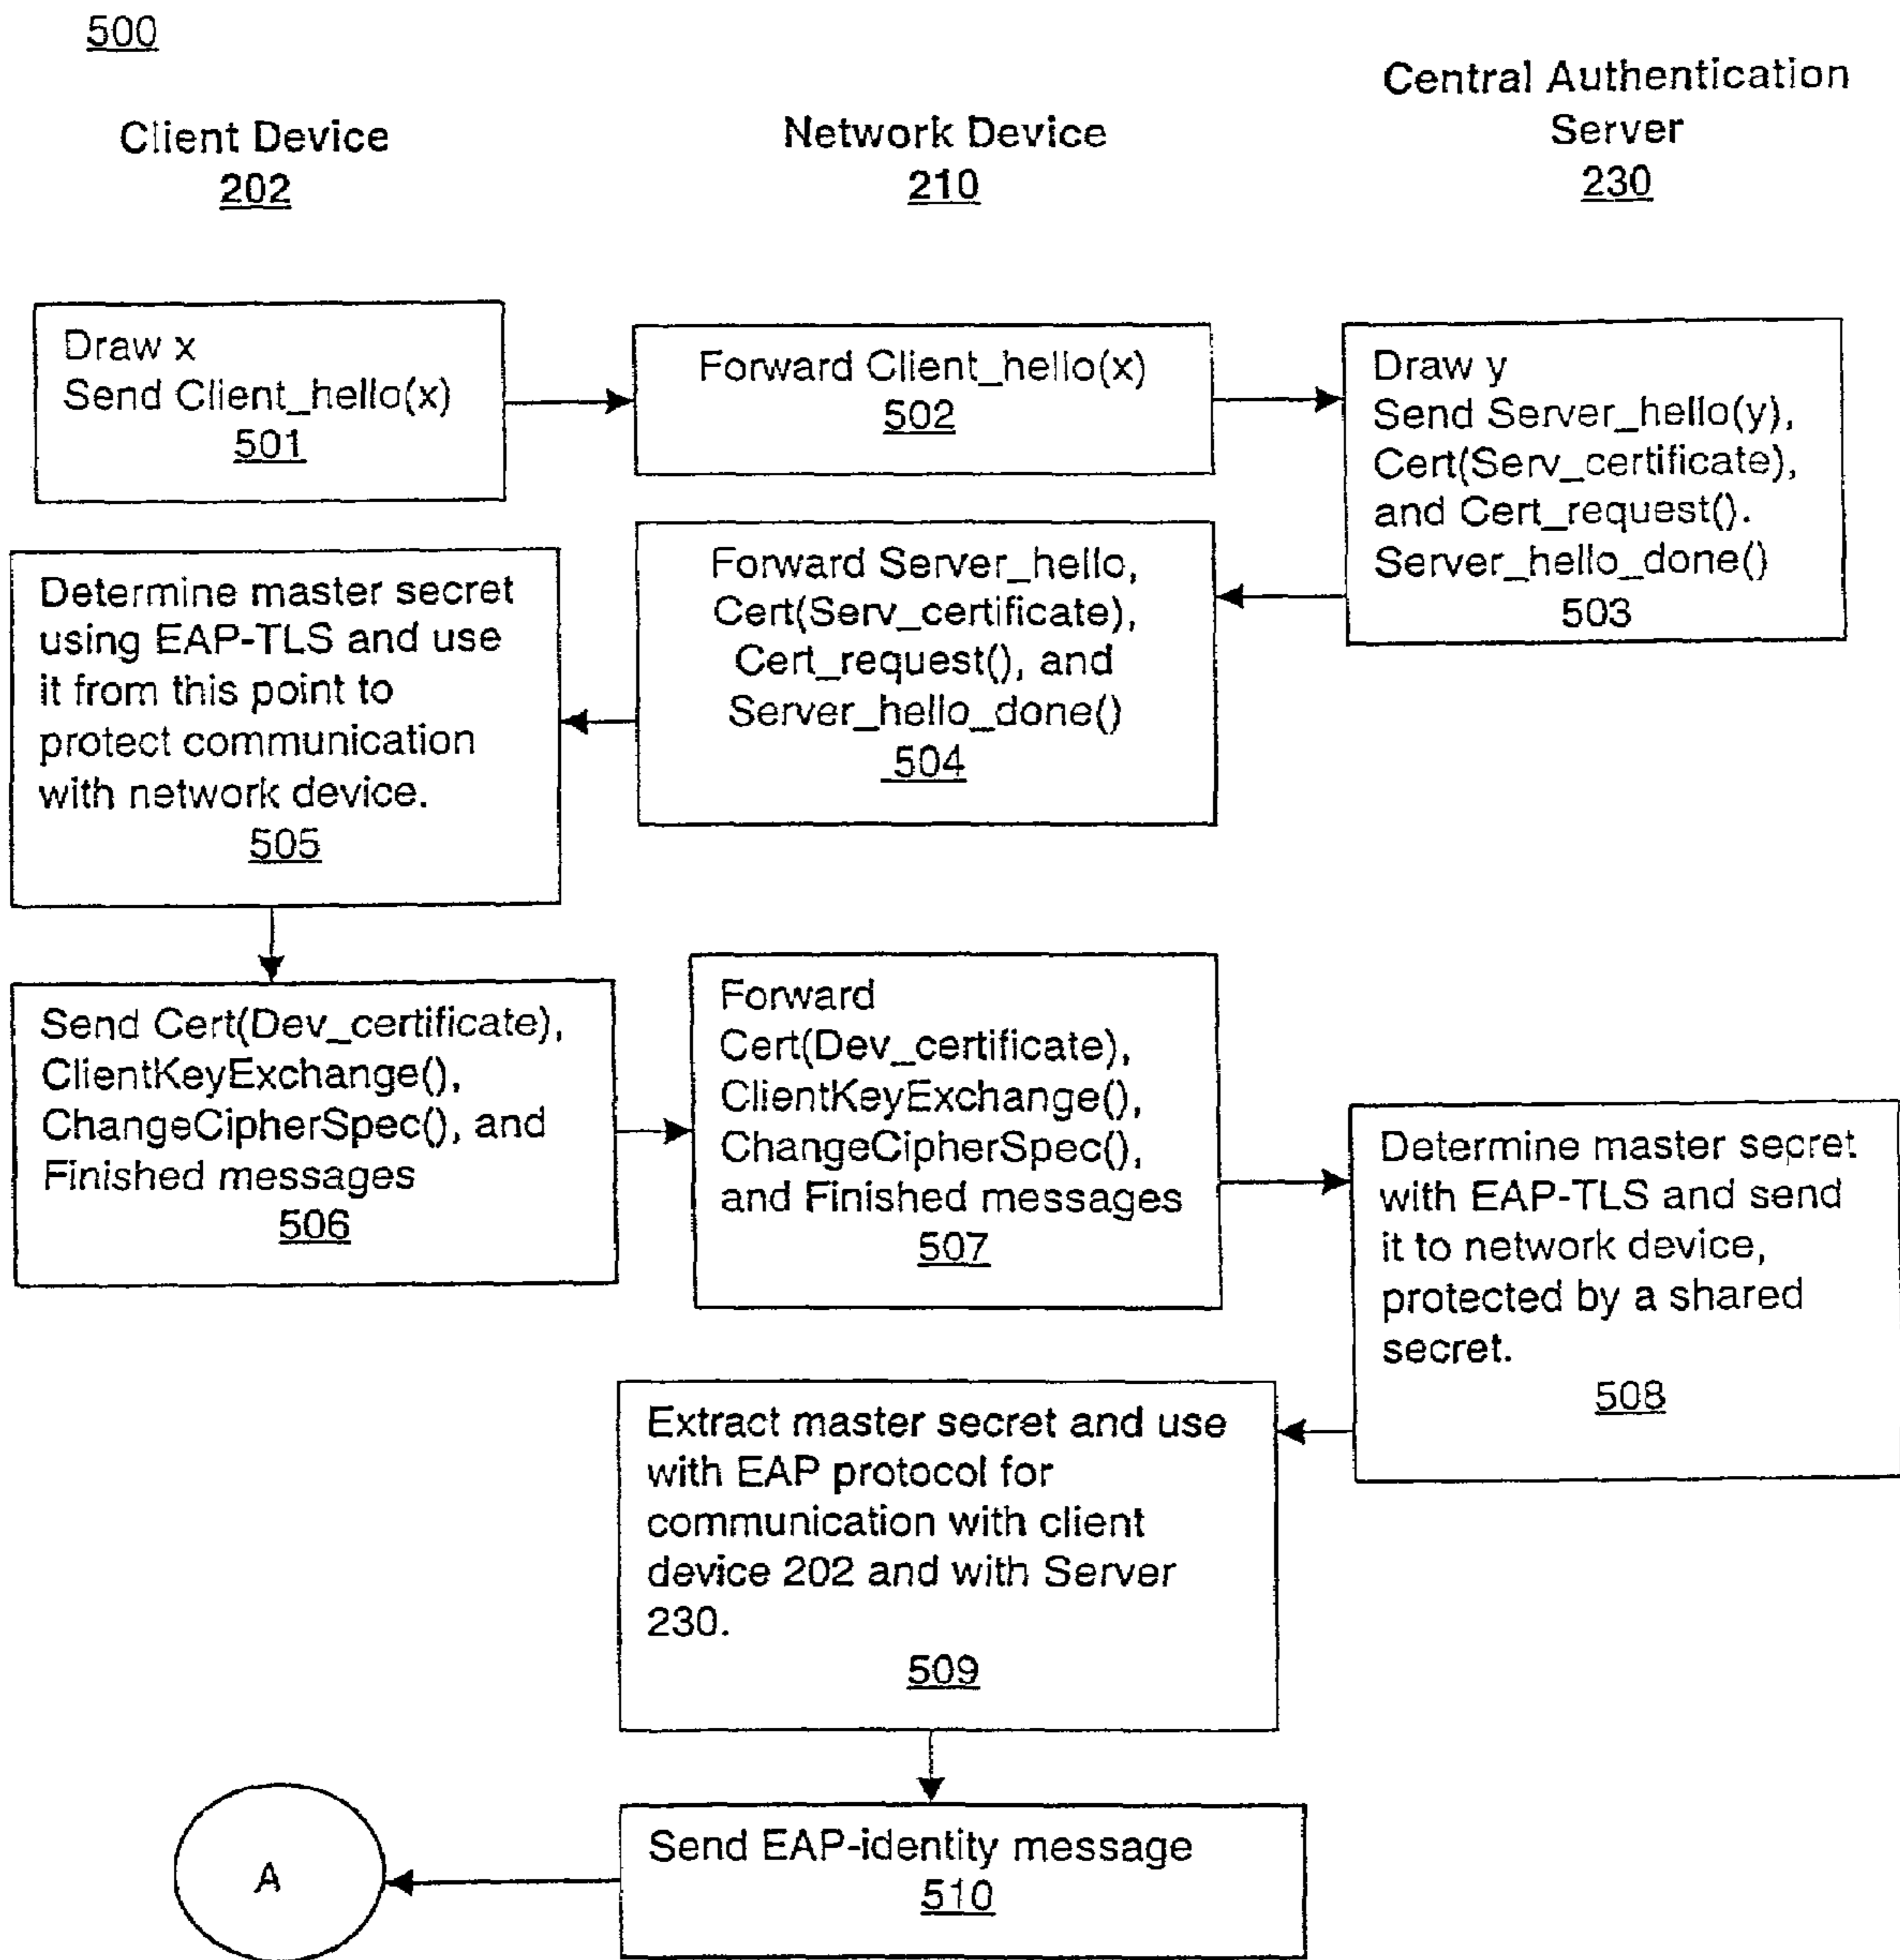 500
Client Device
202
Network Device
210
Central Authentication
Server
230
Draw x
Send Client_hello(x)
501
Forward Client_hello(x)
502
Draw y
Send Server_hello(y),
Cert(Serv_certificate),
and Cert_request().
Server_hello_done()
503
Forward Server_hello,
Cert(Serv_certificate),
Cert_request(), and
Server_hello_done()
504
Determine master secret
using EAP-TLS and use
it from this point to
protect communication
with network device.
505
Send Cert(Dev_certificate),
ClientKeyExchange(),
ChangeCipherSpec(), and
Finished messages
506
Forward
Cert(Dev_certificate),
ClientKeyExchange(),
ChangeCipherSpec(),
and Finished messages
507
Determine master secret
with EAP-TLS and send
it to network device,
protected by a shared
secret.
508
Extract master secret and use
with EAP protocol for
communication with client
device 202 and with Server
230.
509
Send EAP-identity message
510
A